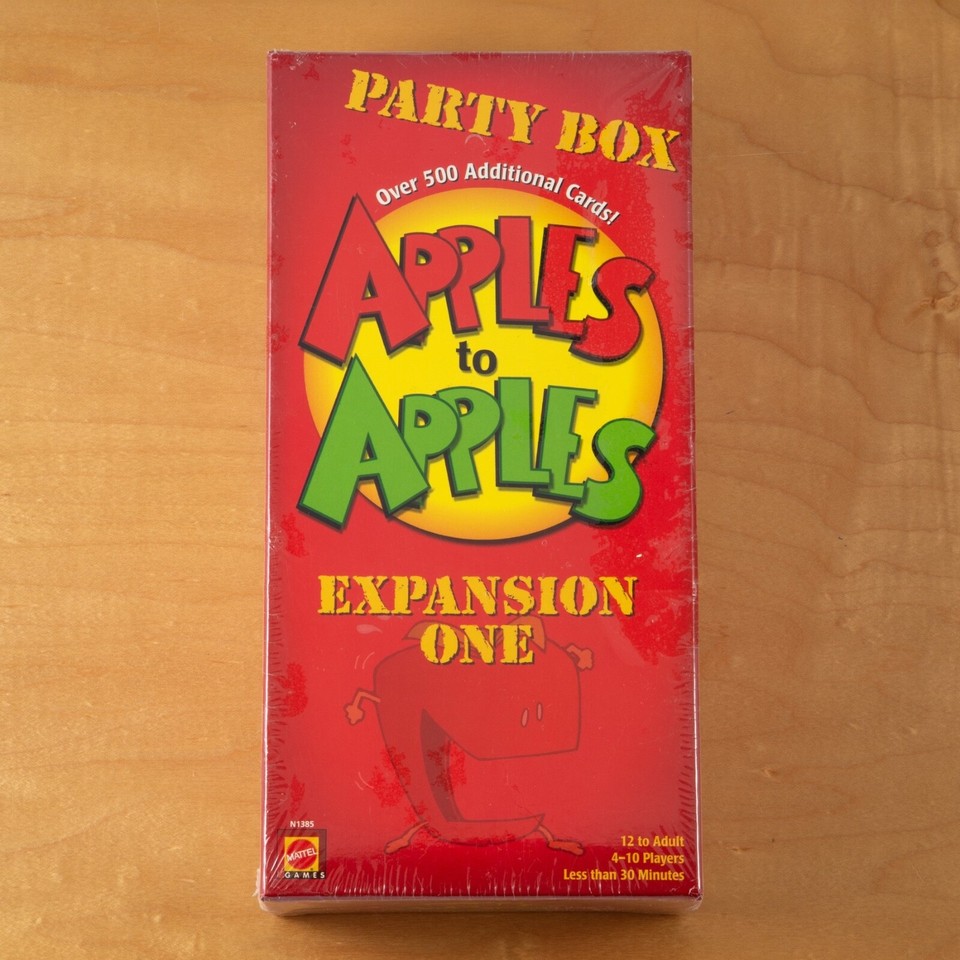 PARTY BOX
Over 500 Additional Cards!
APPLES
to
APPLES
EXPANSION
ONE
N1385
MATTEL
GAMES
12 to Adult
4–10 Players
Less than 30 Minutes